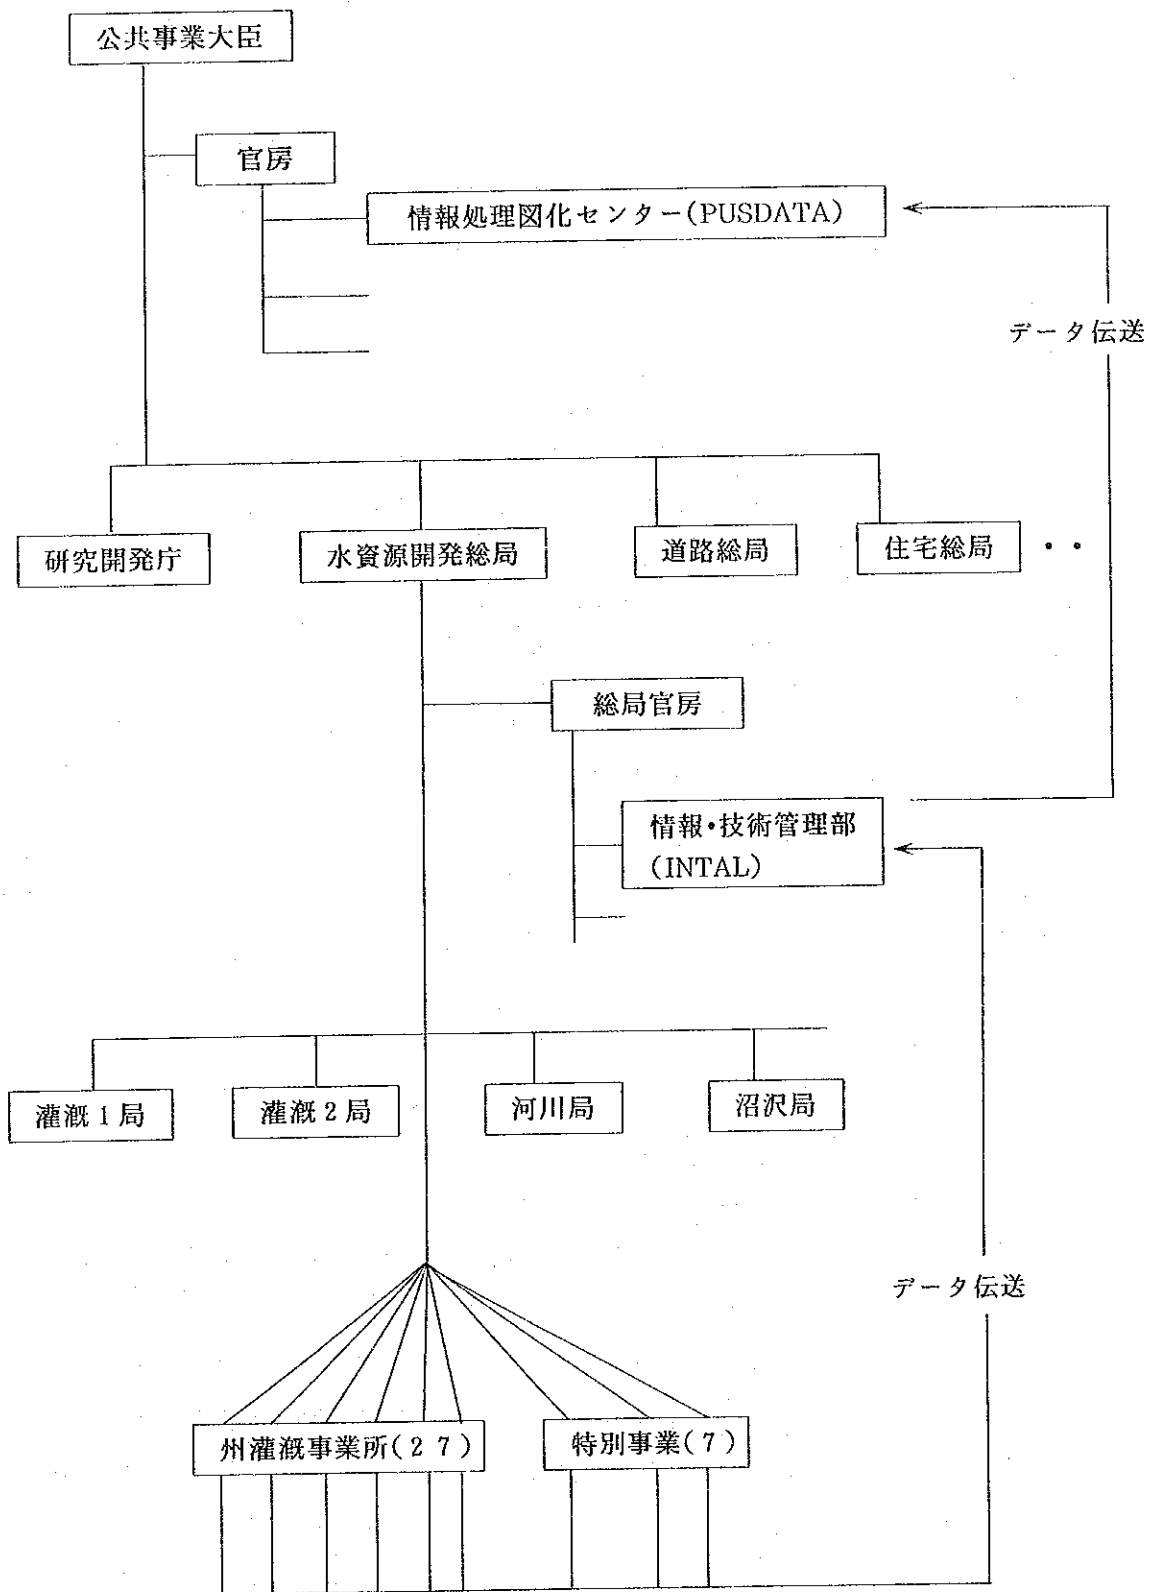 公共事業大臣
官房
情報処理図化センター(PUSDATA)
データ伝送
研究開発庁
水資源開発総局
道路総局
住宅総局 ・・
総局官房
情報・技術管理部
(INTAL)
灌漑1局
灌漑2局
河川局
沼沢局
データ伝送
州灌漑事業所(27)
特別事業(7)